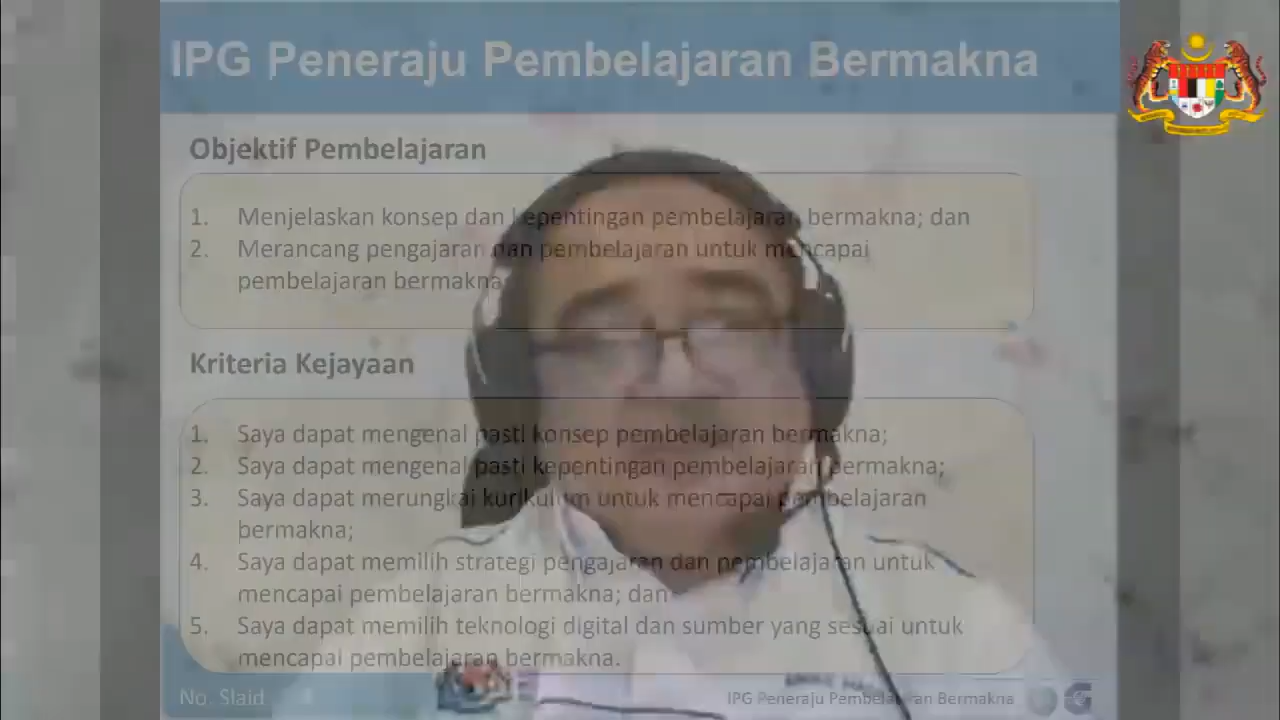 IPG Peneraju Pembelajaran Bermakna
Objektif Pembelajaran
1. Menjelaskan konsep dan kepentingan pembelajaran bermakna; dan
2. Merancang pengajaran dan pembelajaran untuk mencapai
pembelajaran bermakna
Kriteria Kejayaan
1. Saya dapat mengenal pasti konsep pembelajaran bermakna;
2. Saya dapat mengenal pasti kepentingan pembelajaran bermakna;
3. Saya dapat merungkai kurikulum untuk mencapai pembelajaran
bermakna;
4. Saya dapat memilih strategi pengajaran dan pembelajaran untuk
mencapai pembelajaran bermakna; dan
5. Saya dapat memilih teknologi digital dan sumber yang sesuai untuk
mencapai pembelajaran bermakna.
No. Slaid
IPG Peneraju Pembelajaran Bermakna